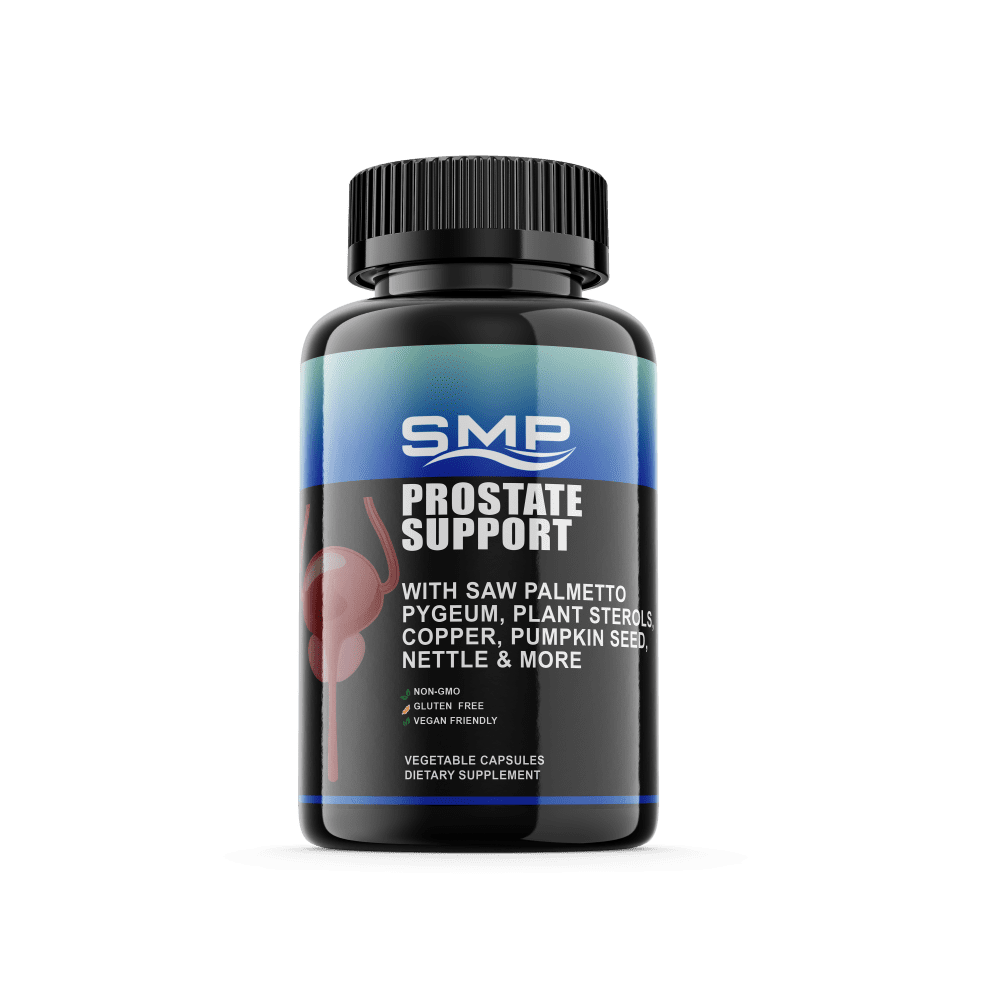 SMP
PROSTATE
SUPPORT
WITH SAW PALMETTO
PYGEUM, PLANT STEROLS,
COPPER, PUMPKIN SEED,
NETTLE & MORE
NON-GMO
GLUTEN FREE
VEGAN FRIENDLY
VEGETABLE CAPSULES
DIETARY SUPPLEMENT